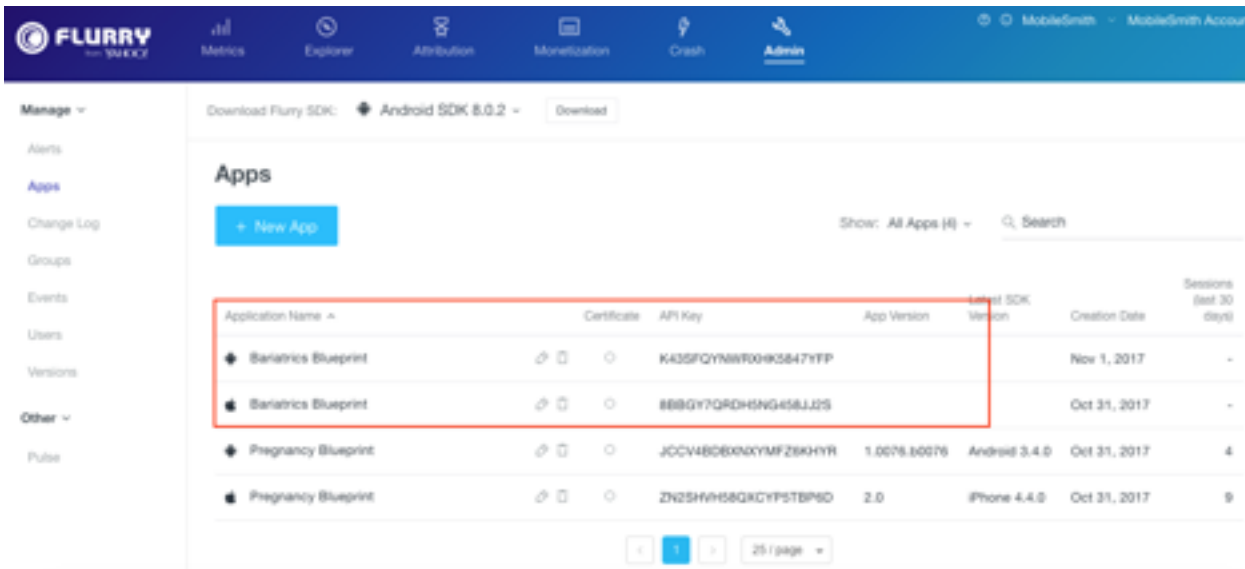 FLURRY
from YAHOO!
Metrics Explorer Attribution Monetization Crash Admin
MobileSmith MobileSmith Accou
Manage
Alerts
Apps
Change Log
Groups
Events
Users
Versions
Other
Pulse
Download Flurry SDK: Android SDK 8.0.2 Download
Apps
+ New App
Show: All Apps (4) Search
Application Name Certificate API Key App Version Latest SDK Version Creation Date Sessions (last 30 days)
Bariatrics Blueprint Nov 1, 2017 -
Bariatrics Blueprint Oct 31, 2017 -
Pregnancy Blueprint 1.0076.b0076 Android 3.4.0 Oct 31, 2017 4
Pregnancy Blueprint 2.0 iPhone 4.4.0 Oct 31, 2017 9
< 1 > 25 / page